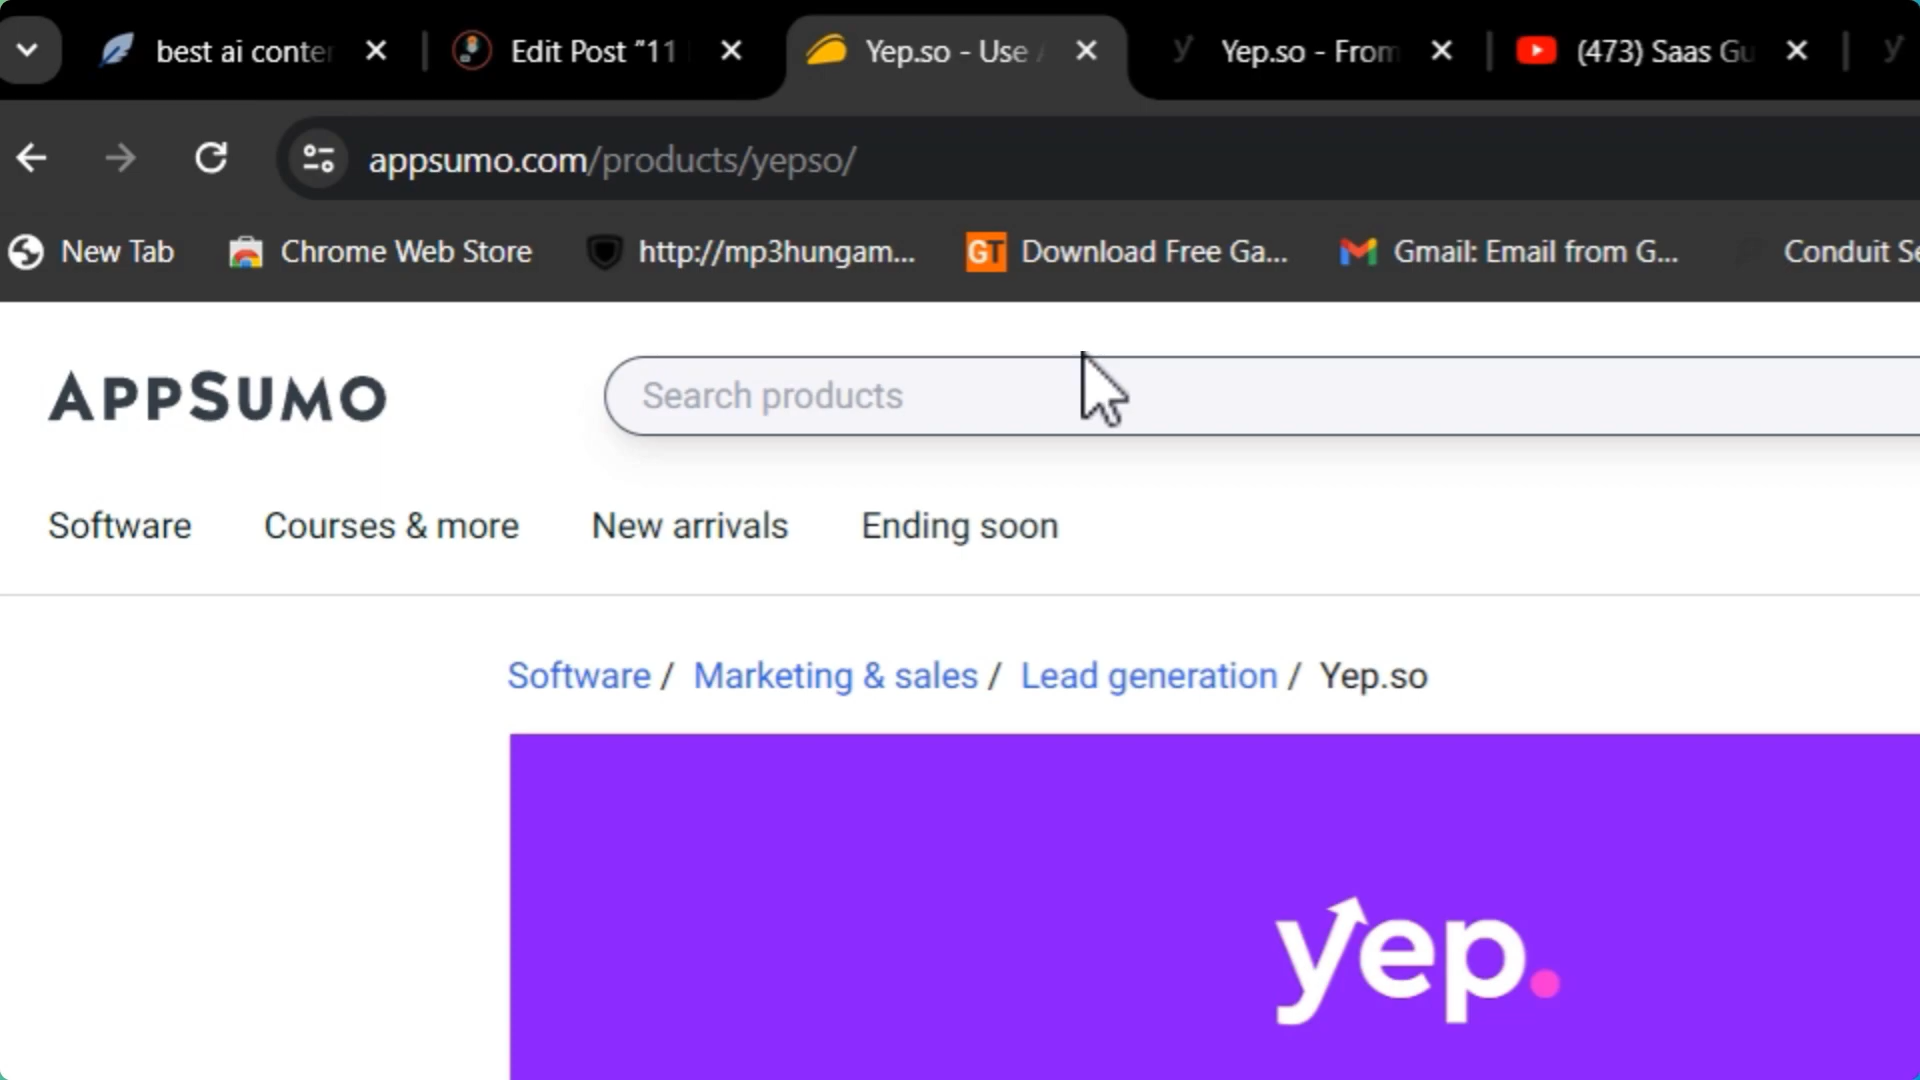 best ai conter
Edit Post "11
Yep.so - Use
Yep.so - From
(473) Saas Gu
appsumo.com/products/yepso/
New Tab
Chrome Web Store
http://mp3hungam...
Download Free Ga...
Gmail: Email from G...
Conduit Se
APPSUMO
Search products
Software
Courses & more
New arrivals
Ending soon
Software / Marketing & sales / Lead generation / Yep.so
yep.